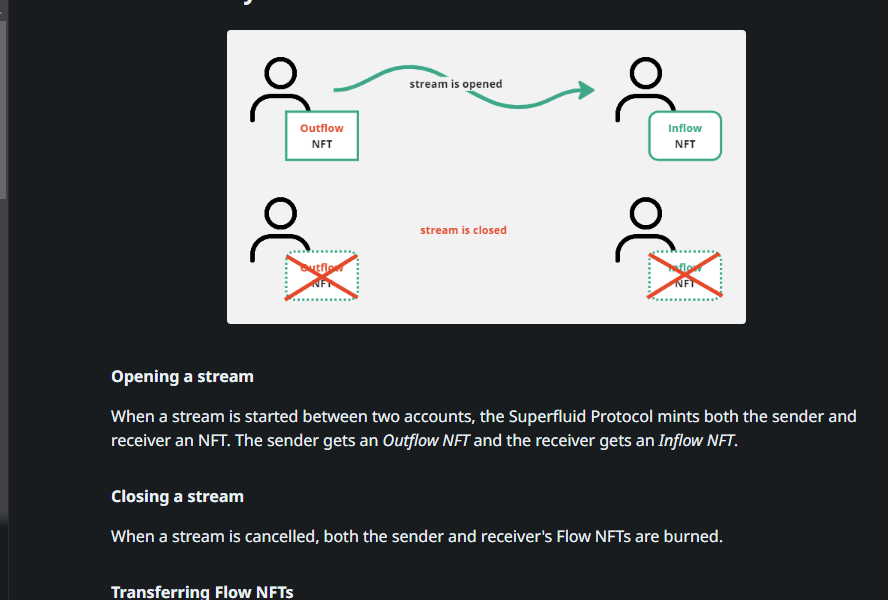 stream is opened
Outflow
NFT
Inflow
NFT
stream is closed
Outflow
NFT
Inflow
NFT
Opening a stream
When a stream is started between two accounts, the Superfluid Protocol mints both the sender and
receiver an NFT. The sender gets an Outflow NFT and the receiver gets an Inflow NFT.
Closing a stream
When a stream is cancelled, both the sender and receiver's Flow NFTs are burned.
Transferring Flow NFTs